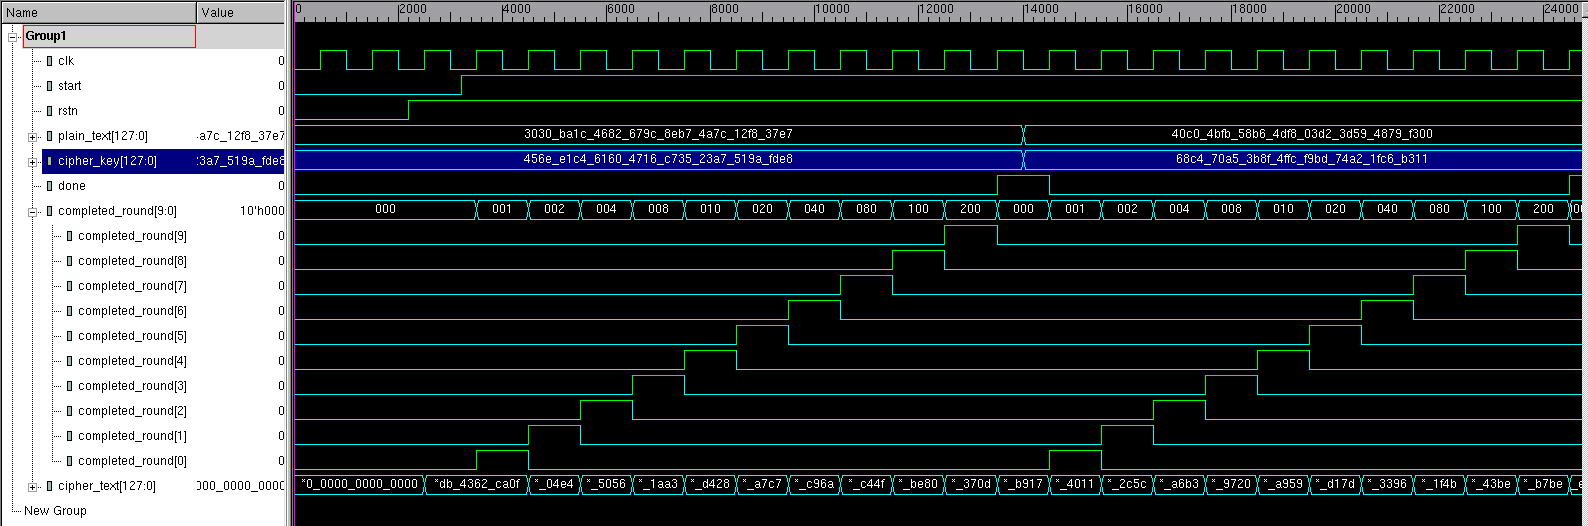 Name Value 0 2000 4000 6000 8000 10000 12000 14000 16000 18000 20000 22000 24000
Group1
clk 0
start 0
rstn 0
plain_text[127:0] -a7c_12f8_37e7 3030_ba1c_4682_679c_8eb7_4a7c_12f8_37e7 40c0_4bfb_58b6_4df8_03d2_3d59_4879_f300
cipher_key[127:0] :3a7_519a_fde8 456e_e1c4_6160_4716_c735_23a7_519a_fde8 68c4_70a5_3b8f_4ffc_f9bd_74a2_1fc6_b311
done 0
completed_round[9:0] 10'h000 000 001 002 004 008 010 020 040 080 100 200 000 001 002 004 008 010 020 040 080 100 200
completed_round[9] 0
completed_round[8] 0
completed_round[7] 0
completed_round[6] 0
completed_round[5] 0
completed_round[4] 0
completed_round[3] 0
completed_round[2] 0
completed_round[1] 0
completed_round[0] 0
cipher_text[127:0] 000_0000_0000 *0_0000_0000_0000 *db_4362_ca0f *_04e4 *_5056 *_1aa3 *_d428 *_a7c7 *_c96a *_c44f *_be80 *_370d *_b917 *_4011 *_2c5c *_a6b3 *_9720 *_a959 *_d17d *_3396 *_1f4b *_43be *_b7be
New Group